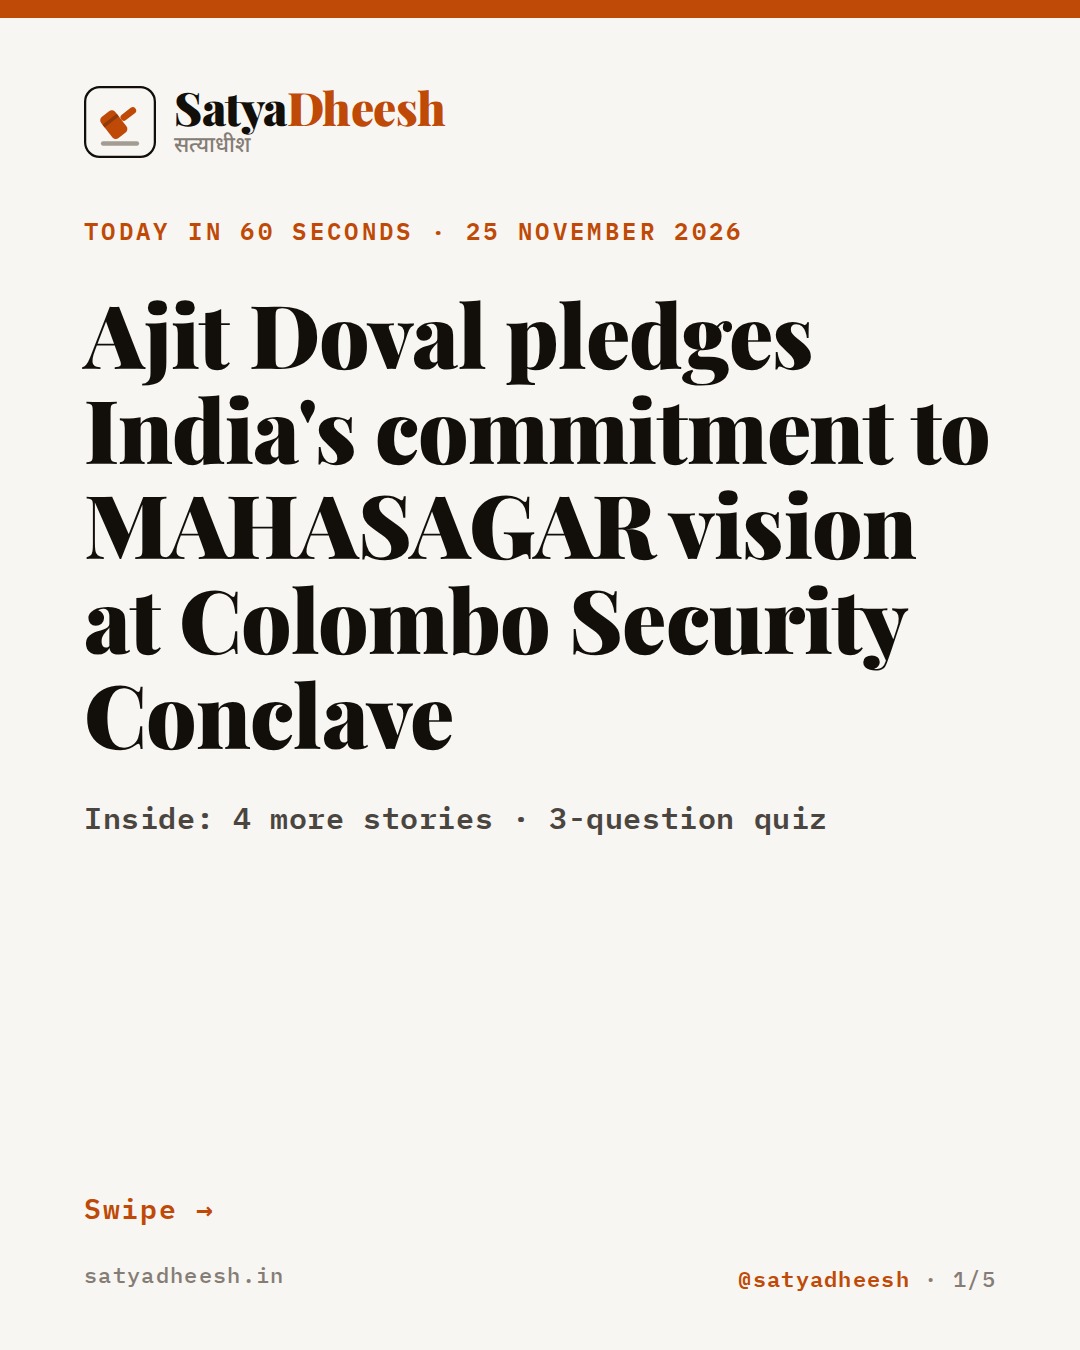 SatyaDheesh
सत्याधीश
TODAY IN 60 SECONDS · 25 NOVEMBER 2026
Ajit Doval pledges
India's commitment to
MAHASAGAR vision
at Colombo Security
Conclave
Inside: 4 more stories · 3-question quiz
Swipe →
satyadheesh.in
@satyadheesh · 1/5